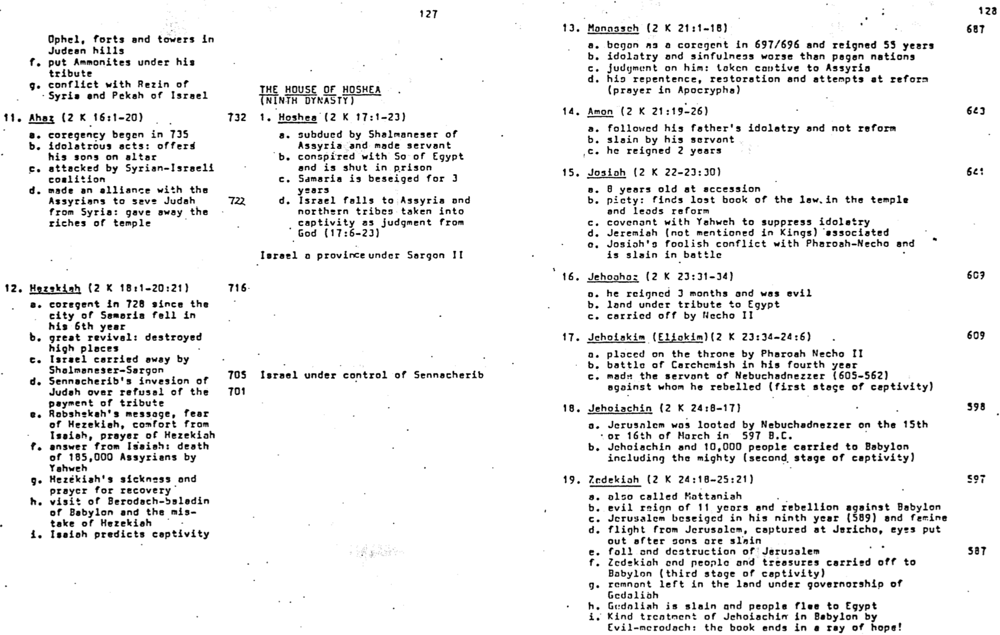 127
Ophel, forts and towers in
Judean hills
f. put Ammonites under his
tribute
g. conflict with Rezin of
Syria and Pekah of Israel
11. Ahaz (2 K 16:1-20)
a. coregency began in 735
b. idolatrous acts: offers
his sons on altar
c. attacked by Syrian-Israeli
coalition
d. made an alliance with the
Assyrians to save Judah
from Syria: gave away the
riches of temple
THE HOUSE OF HOSHEA
(NINTH DYNASTY)
732 1. Hoshea (2 K 17:1-23)
a. subdued by Shalmaneser of
Assyria and made servant
b. conspired with So of Egypt
and is shut in prison
c. Samaria is beseiged for 3
years
722 d. Israel falls to Assyria and
northern tribes taken into
captivity as judgment from
God (17:6-23)
Israel a province under Sargon II
12. Hezekiah (2 K 18:1-20:21) 716
a. coregent in 728 since the
city of Samaria fell in
his 6th year
b. great revival: destroyed
high places
c. Israel carried away by
Shalmaneser-Sargon
d. Sennacherib's invasion of
Judah over refusal of the
payment of tribute
e. Rabshekah's message, fear
of Hezekiah, comfort from
Isaiah, prayer of Hezekiah
f. answer from Isaiah: death
of 185,000 Assyrians by
Yahweh
g. Hezekiah's sickness and
prayer for recovery
h. visit of Berodach-baladin
of Babylon and the mis-
take of Hezekiah
i. Isaiah predicts captivity
705 Israel under control of Sennacherib
701
128
13. Manasseh (2 K 21:1-18) 687
a. began as a coregent in 697/696 and reigned 55 years
b. idolatry and sinfulness worse than pagan nations
c. judgment on him: taken captive to Assyria
d. his repentence, restoration and attempts at reform
(prayer in Apocrypha)
14. Amon (2 K 21:19-26) 643
a. followed his father's idolatry and not reform
b. slain by his servant
c. he reigned 2 years
15. Josiah (2 K 22-23:30) 641
a. 8 years old at accession
b. piety: finds lost book of the law in the temple
and leads reform
c. covenant with Yahweh to suppress idolatry
d. Jeremiah (not mentioned in Kings) associated
e. Josiah's foolish conflict with Pharoah-Necho and
is slain in battle
16. Jehoahaz (2 K 23:31-34) 609
a. he reigned 3 months and was evil
b. land under tribute to Egypt
c. carried off by Necho II
17. Jehoiakim (Eliakim)(2 K 23:34-24:6) 609
a. placed on the throne by Pharoah Necho II
b. battle of Carchemish in his fourth year
c. made the servant of Nebuchadnezzer (605-562)
against whom he rebelled (first stage of captivity)
18. Jehoiachin (2 K 24:8-17) 598
a. Jerusalem was looted by Nebuchadnezzer on the 15th
or 16th of March in 597 B.C.
b. Jehoiachin and 10,000 people carried to Babylon
including the mighty (second stage of captivity)
19. Zedekiah (2 K 24:18-25:21) 597
a. also called Mattaniah
b. evil reign of 11 years and rebellion against Babylon
c. Jerusalem beseiged in his ninth year (589) and famine
d. flight from Jerusalem, captured at Jericho, eyes put
out after sons are slain
e. fall and destruction of Jerusalem 587
f. Zedekiah and people and treasures carried off to
Babylon (third stage of captivity)
g. remnant left in the land under governorship of
Gedaliah
h. Gedaliah is slain and people flee to Egypt
i. Kind treatment of Jehoiachin in Babylon by
Evil-merodach: the book ends in a ray of hope!